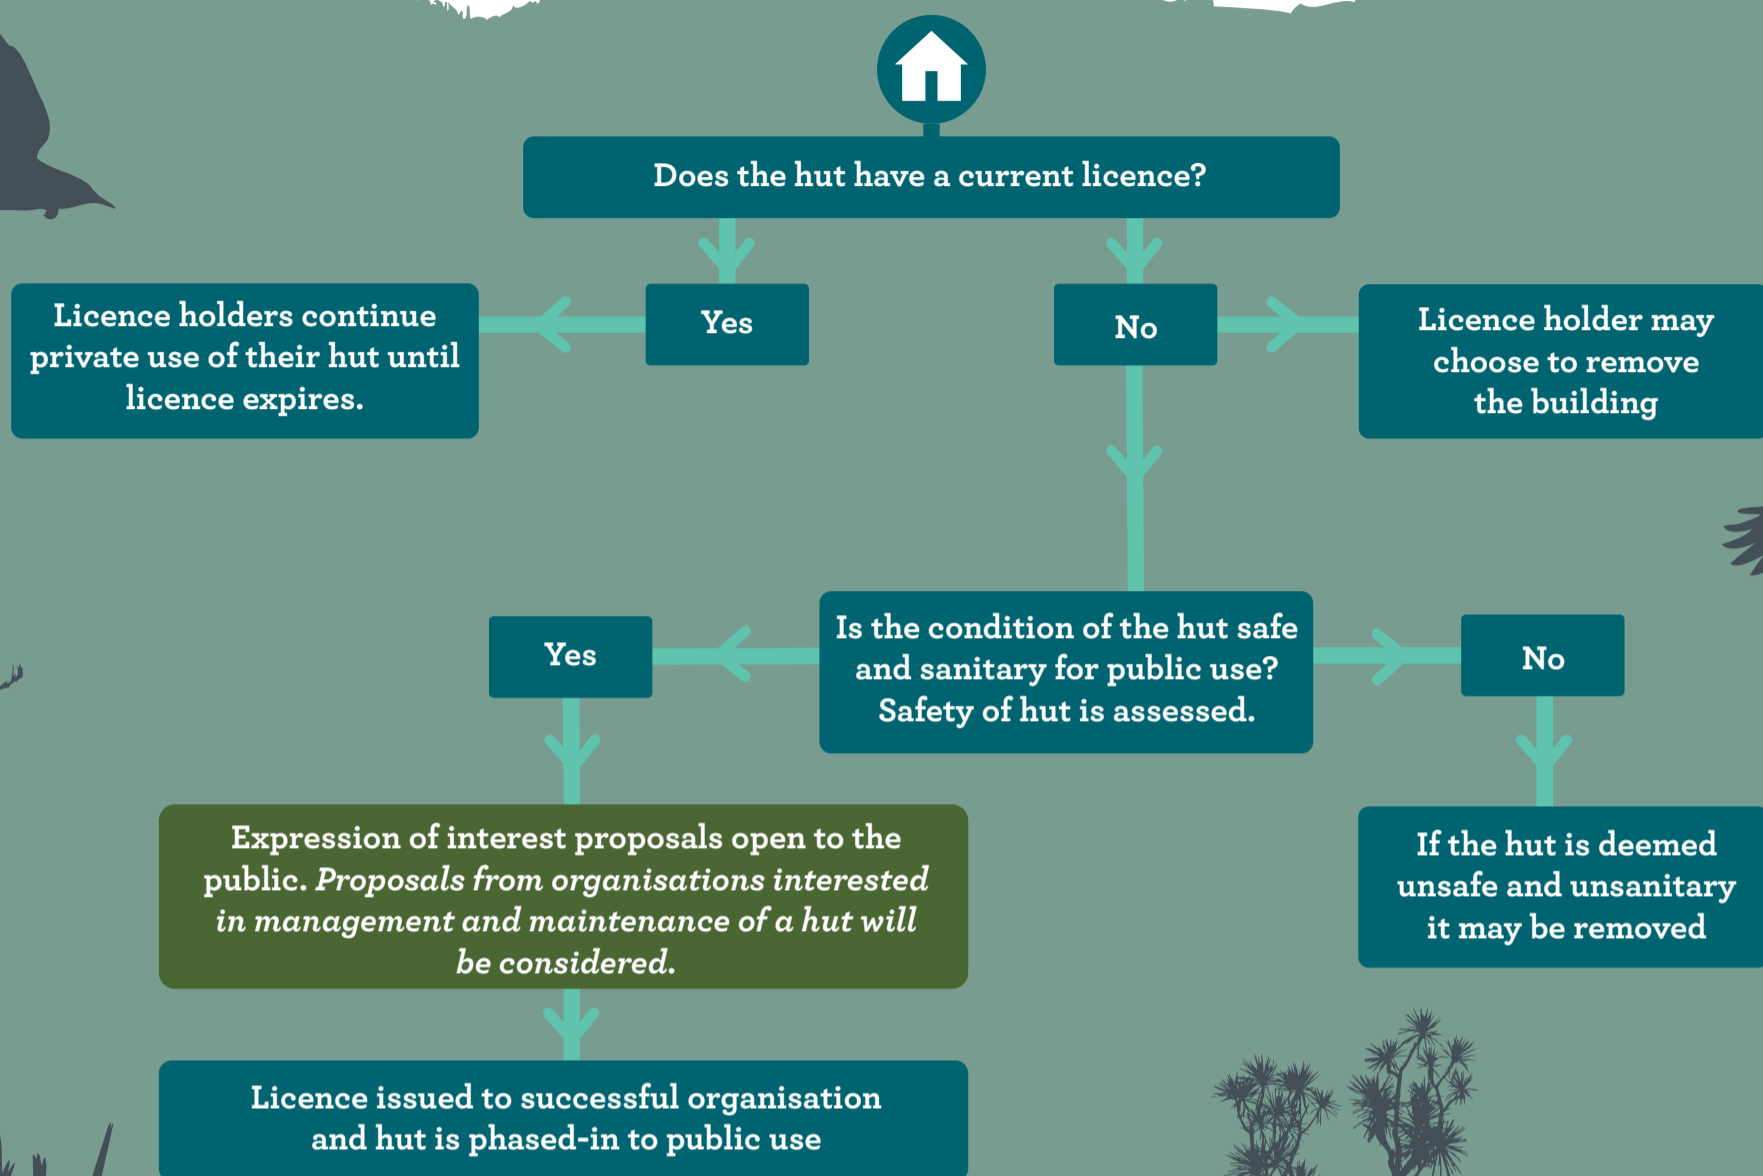 Does the hut have a current licence?
Licence holders continue
private use of their hut until
licence expires.
Yes
No
Licence holder may
choose to remove
the building
Yes
Is the condition of the hut safe
and sanitary for public use?
Safety of hut is assessed.
No
Expression of interest proposals open to the
public. Proposals from organisations interested
in management and maintenance of a hut will
be considered.
If the hut is deemed
unsafe and unsanitary
it may be removed
Licence issued to successful organisation
and hut is phased-in to public use